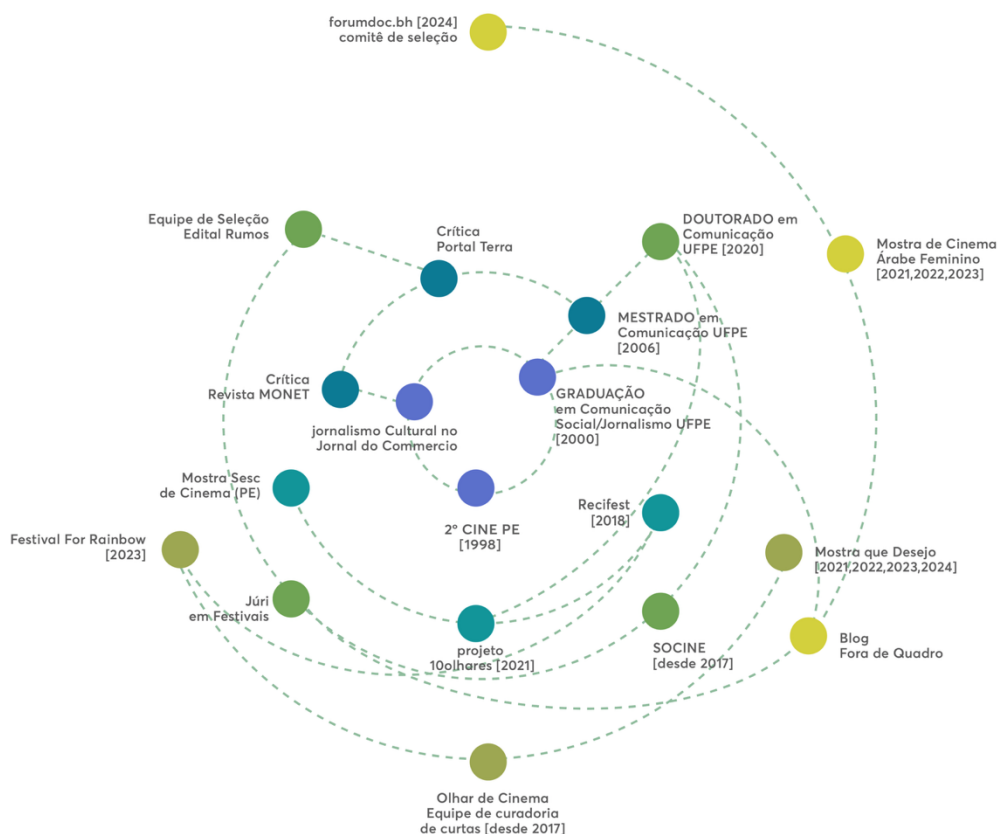 forumdoc.bh [2024]
comitê de seleção
Equipe de Seleção
Edital Rumos
Crítica
Portal Terra
DOUTORADO em
Comunicação
UFPE [2020]
Mostra de Cinema
Árabe Feminino
[2021,2022,2023]
MESTRADO em
Comunicação UFPE
[2006]
Crítica
Revista MONET
jornalismo Cultural no
Jornal do Commercio
GRADUAÇÃO
em Comunicação
Social/Jornalismo UFPE
[2000]
Mostra Sesc
de Cinema (PE)
2º CINE PE
[1998]
Recifest
[2018]
Festival For Rainbow
[2023]
Mostra que Desejo
[2021,2022,2023,2024]
Júri
em Festivais
projeto
10olhares [2021]
SOCINE
[desde 2017]
Blog
Fora de Quadro
Olhar de Cinema
Equipe de curadoria
de curtas [desde 2017]